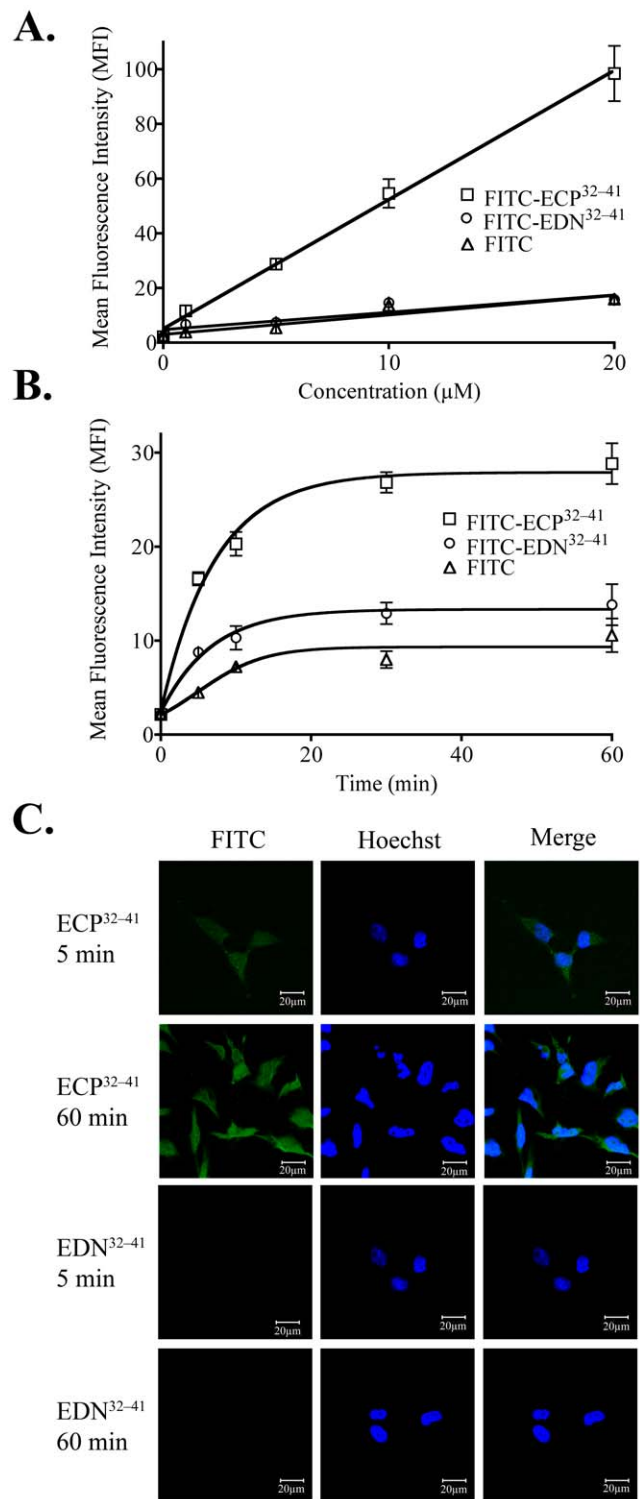 A.
Mean Fluorescence Intensity (MFI)
100
80
60
40
20
0
FITC-ECP³²⁻⁴¹
FITC-EDN³²⁻⁴¹
FITC
0
10
20
Concentration (µM)
B.
Mean Fluorescence Intensity (MFI)
30
20
10
0
FITC-ECP³²⁻⁴¹
FITC-EDN³²⁻⁴¹
FITC
0
20
40
60
Time (min)
C.
FITC Hoechst Merge
ECP³²⁻⁴¹
5 min
20µm 20µm 20µm
ECP³²⁻⁴¹
60 min
20µm 20µm 20µm
EDN³²⁻⁴¹
5 min
20µm 20µm 20µm
EDN³²⁻⁴¹
60 min
20µm 20µm 20µm